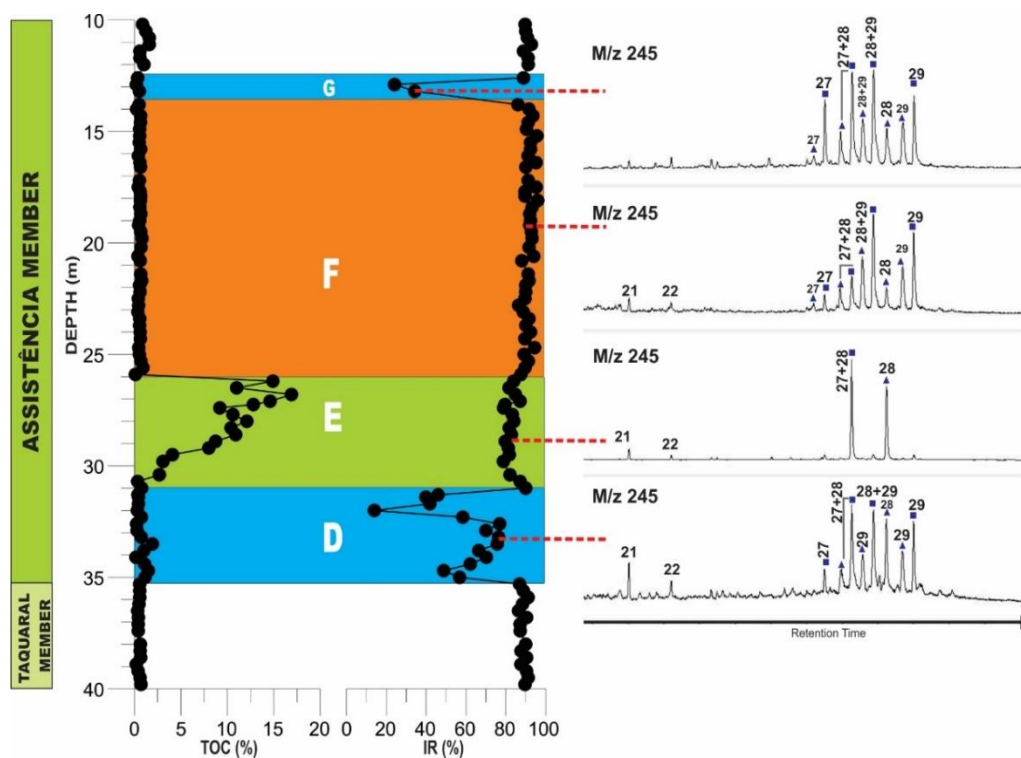 ASSISTÊNCIA MEMBER
TAQUARAL
MEMBER
DEPTH (m)
10
15
20
25
30
35
40
G
F
E
D
0 5 10 15 20
TOC (%)
0 20 40 60 80 100
IR (%)
M/z 245
27 27 27+28 28+29 28+29 28 29 29
M/z 245
21 22 27 27 27+28 28+29 28 29 29
M/z 245
21 22 27+28 28
M/z 245
21 22 27 27+28 29 28+29 28 29 29
Retention Time